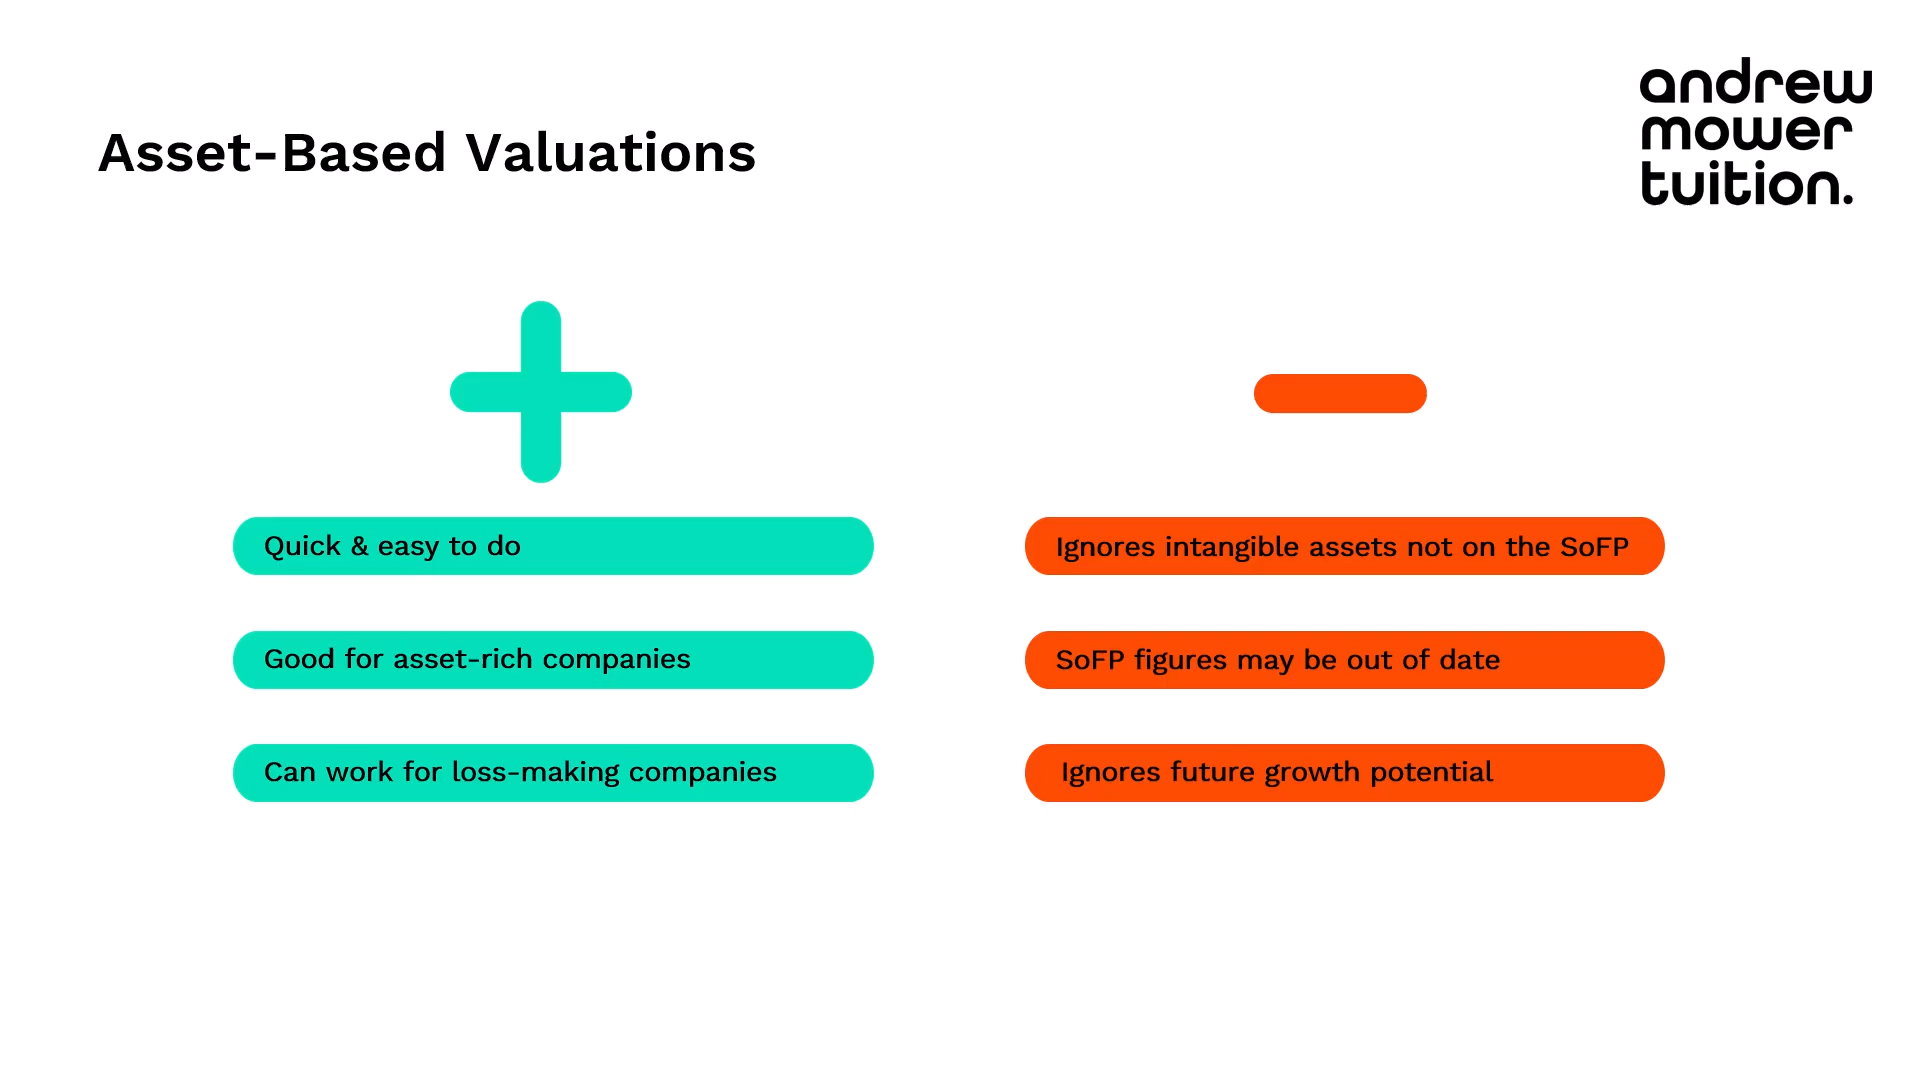 Asset-Based Valuations
andrew
mower
tuition.
Quick & easy to do
Good for asset-rich companies
Can work for loss-making companies
Ignores intangible assets not on the SoFP
SoFP figures may be out of date
Ignores future growth potential